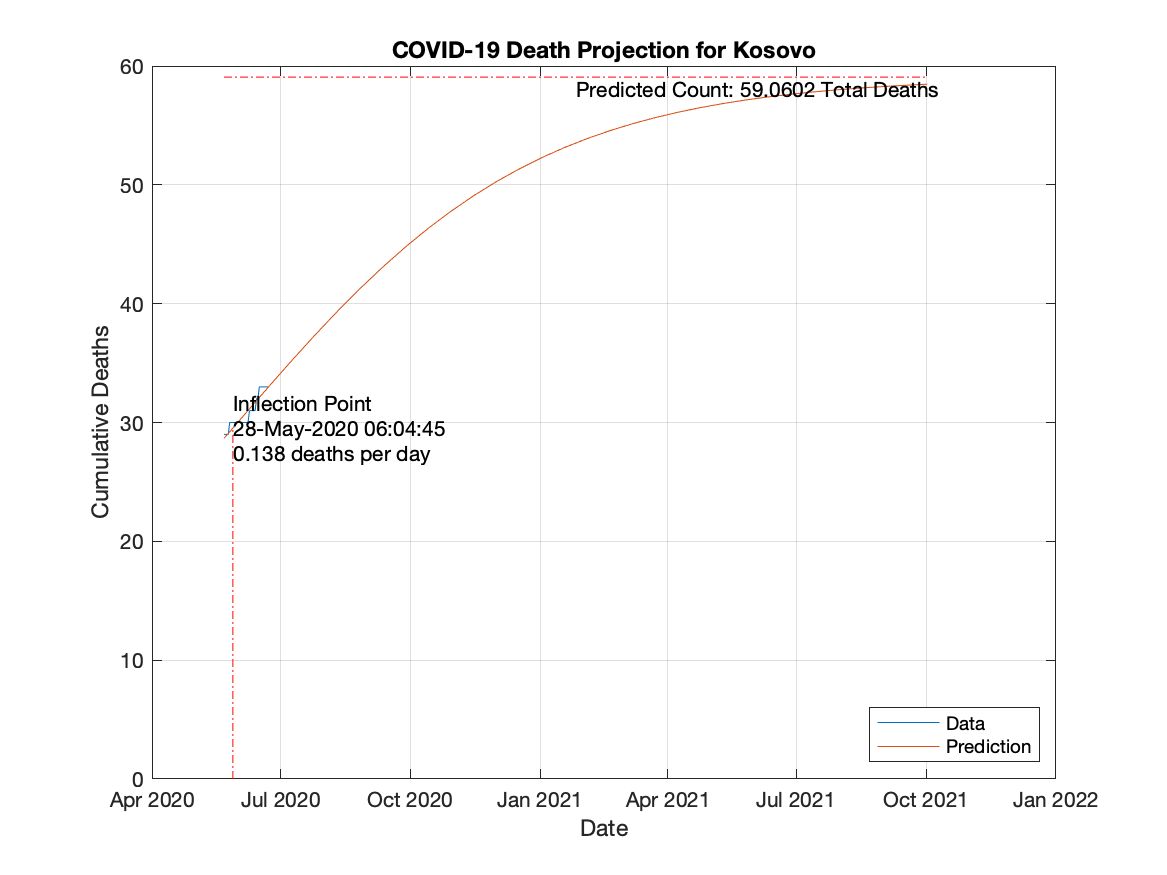 COVID-19 Death Projection for Kosovo
60
50
40
30
20
10
0
Cumulative Deaths
Predicted Count: 59.0602 Total Deaths
Inflection Point
28-May-2020 06:04:45
0.138 deaths per day
Data
Prediction
Apr 2020 Jul 2020 Oct 2020 Jan 2021 Apr 2021 Jul 2021 Oct 2021 Jan 2022
Date